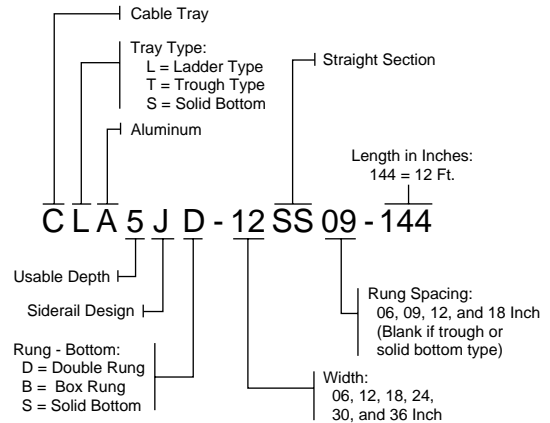 Cable Tray
Tray Type:
L = Ladder Type
T = Trough Type
S = Solid Bottom
Straight Section
Aluminum
Length in Inches:
144 = 12 Ft.
C L A 5 J D - 12 SS 09 - 144
Usable Depth
Siderail Design
Rung - Bottom:
D = Double Rung
B = Box Rung
S = Solid Bottom
Rung Spacing:
06, 09, 12, and 18 Inch
(Blank if trough or
solid bottom type)
Width:
06, 12, 18, 24,
30, and 36 Inch